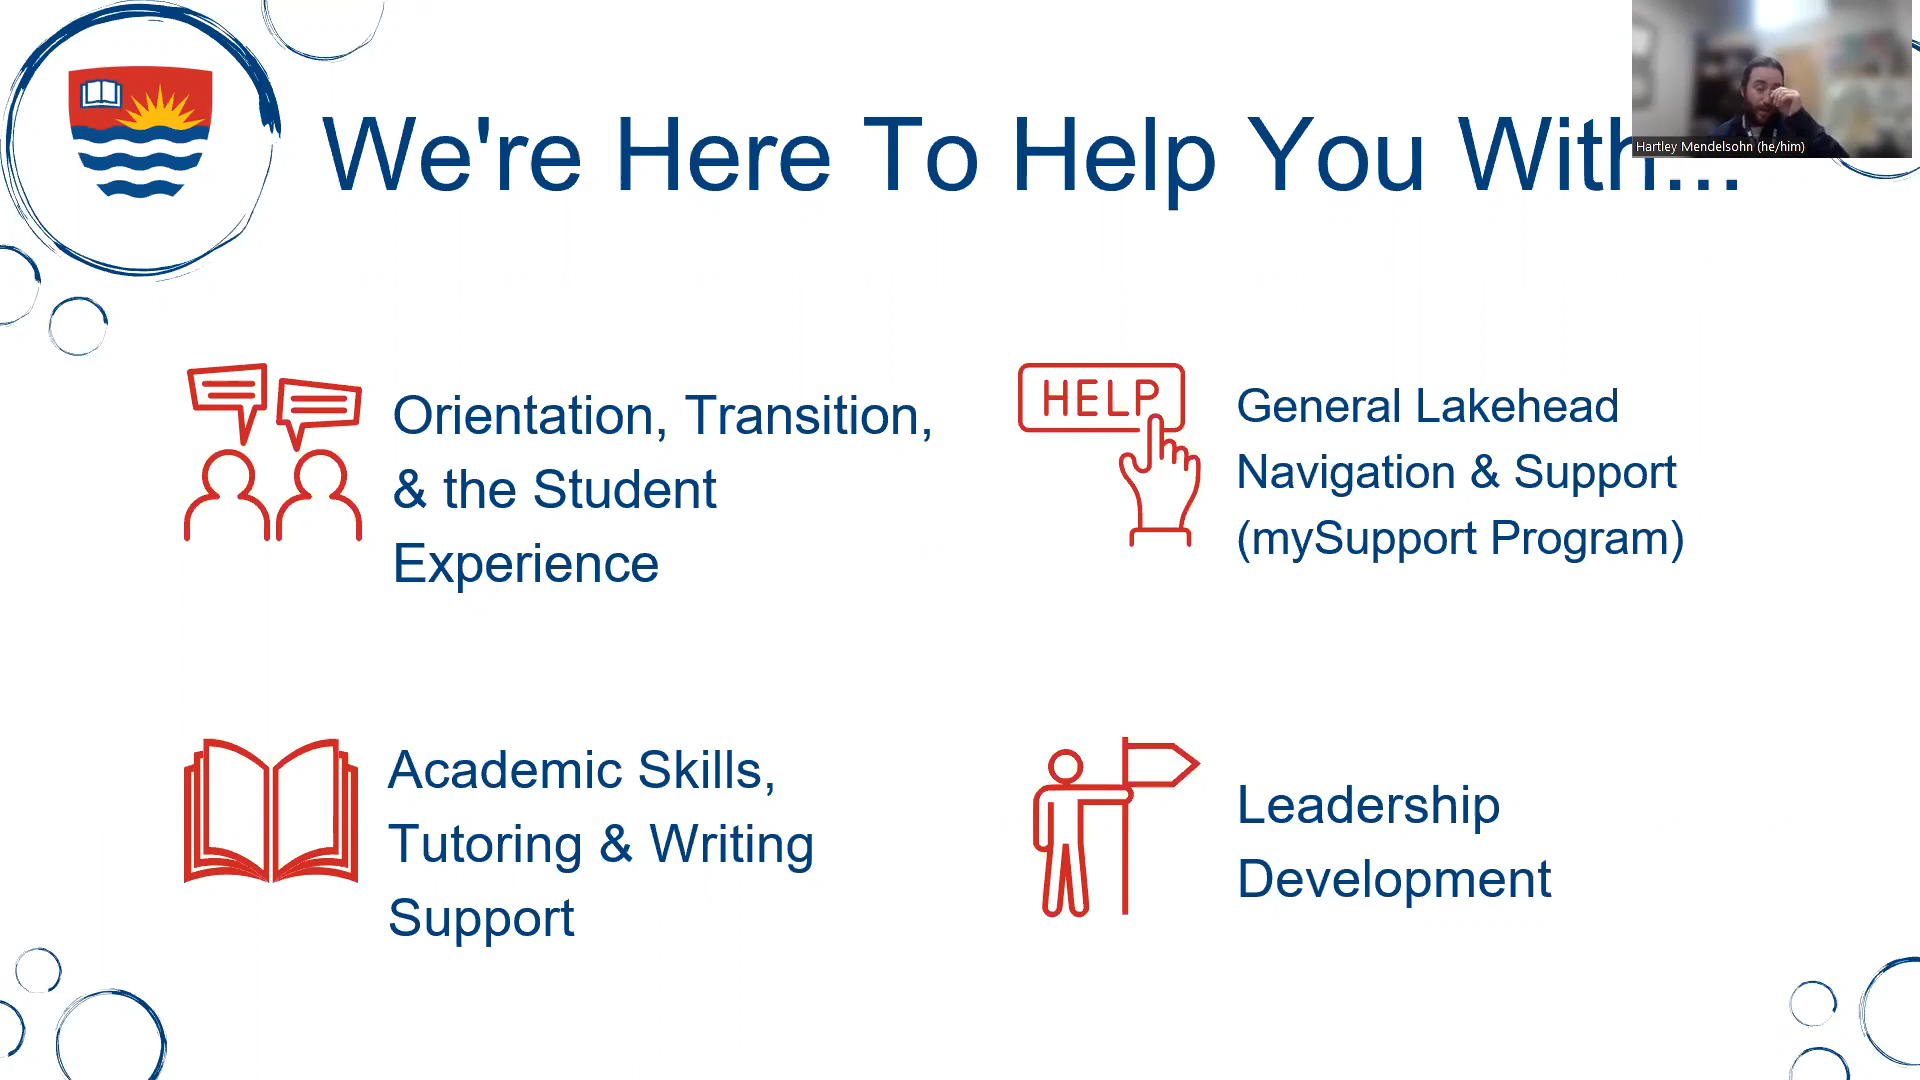 We're Here To Help You With...
Hartley Mendelsohn (he/him)
Orientation, Transition,
& the Student
Experience
HELP
General Lakehead
Navigation & Support
(mySupport Program)
Academic Skills,
Tutoring & Writing
Support
Leadership
Development